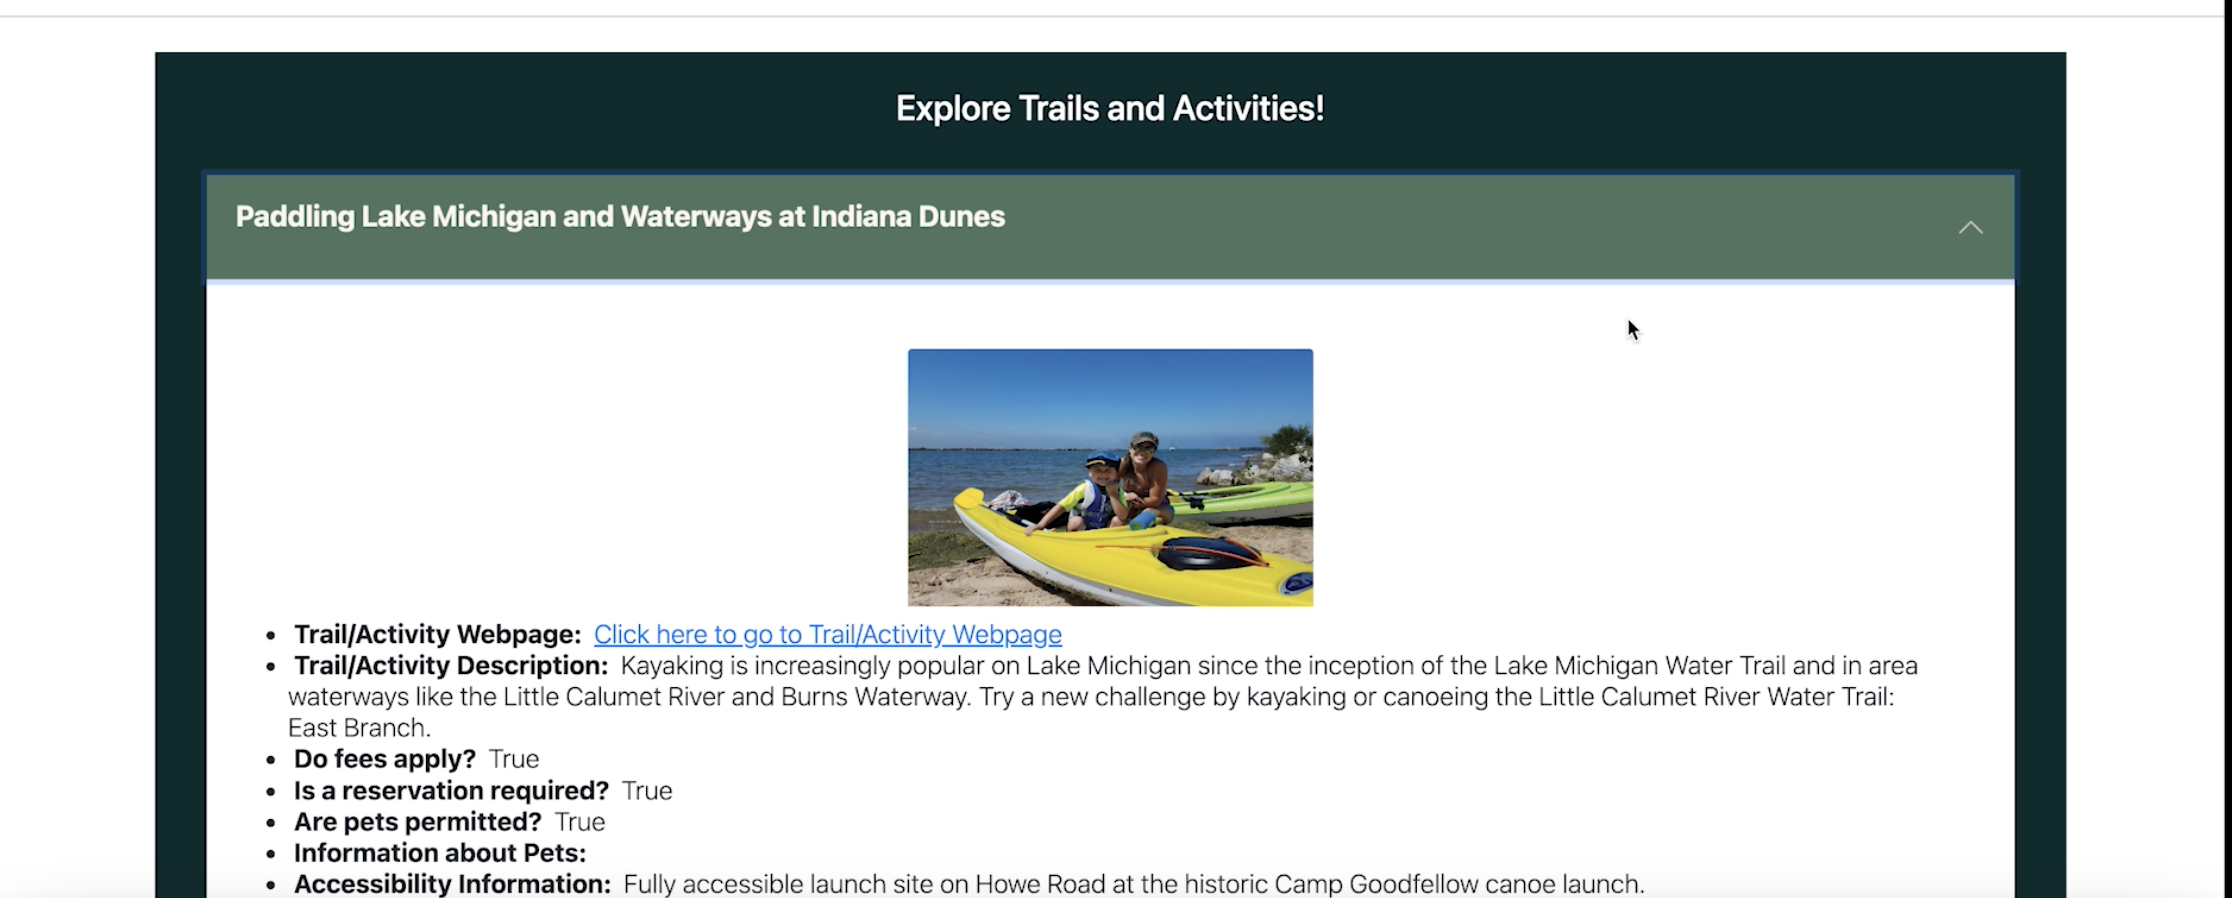 Explore Trails and Activities!
Paddling Lake Michigan and Waterways at Indiana Dunes
Trail/Activity Webpage: Click here to go to Trail/Activity Webpage
Trail/Activity Description: Kayaking is increasingly popular on Lake Michigan since the inception of the Lake Michigan Water Trail and in area
waterways like the Little Calumet River and Burns Waterway. Try a new challenge by kayaking or canoeing the Little Calumet River Water Trail:
East Branch.
Do fees apply? True
Is a reservation required? True
Are pets permitted? True
Information about Pets:
Accessibility Information: Fully accessible launch site on Howe Road at the historic Camp Goodfellow canoe launch.